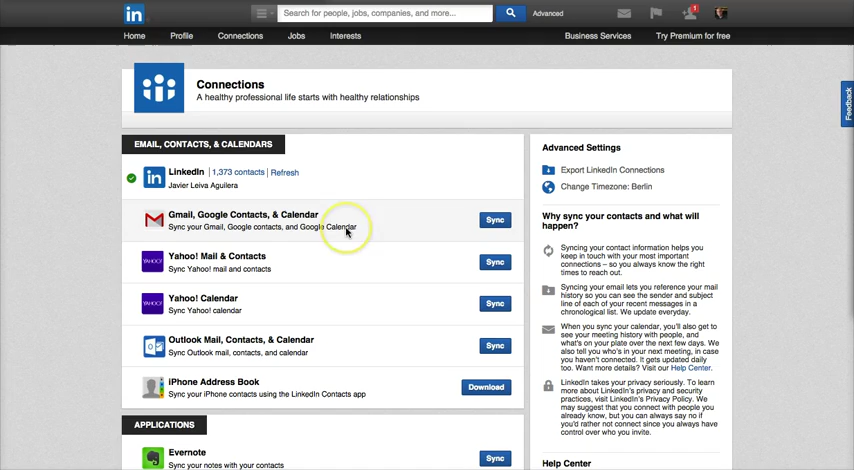 in
Search for people, jobs, companies, and more...
Advanced
1
Home Profile Connections Jobs Interests
Business Services Try Premium for free
Feedback
Connections
A healthy professional life starts with healthy relationships
EMAIL, CONTACTS, & CALENDARS
in
LinkedIn | 1,373 contacts | Refresh
Javier Leiva Aguilera
Gmail, Google Contacts, & Calendar
Sync your Gmail, Google contacts, and Google Calendar
Sync
YAHOO!
Yahoo! Mail & Contacts
Sync Yahoo! mail and contacts
Sync
YAHOO!
Yahoo! Calendar
Sync Yahoo! calendar
Sync
Outlook Mail, Contacts, & Calendar
Sync Outlook mail, contacts, and calendar
Sync
iPhone Address Book
Sync your iPhone contacts using the LinkedIn Contacts app
Download
APPLICATIONS
Evernote
Sync your notes with your contacts
Sync
Advanced Settings
Export LinkedIn Connections
Change Timezone: Berlin
Why sync your contacts and what will
happen?
Syncing your contact information helps you
keep in touch with your most important
connections – so you always know the right
times to reach out.
Syncing your email lets you reference your mail
history so you can see the sender and subject
line of each of your recent messages in a
chronological list. We update everyday.
When you sync your calendar, you'll also get to
see your meeting history with people, and
what's on your plate over the next few days. We
also tell you who's in your next meeting, in case
you haven't connected. It gets updated daily
too. Want more details? Visit our Help Center.
LinkedIn takes your privacy seriously. To learn
more about LinkedIn's privacy and security
practices, visit LinkedIn's Privacy Policy. We
may suggest that you connect with people you
already know, but you can always say no if
you'd rather not connect since you always have
control over who you invite.
Help Center